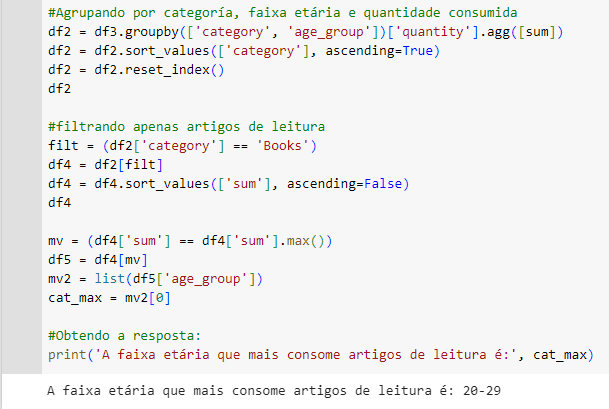 #Agrupando por categoría, faixa etária e quantidade consumida
df2 = df3.groupby(['category', 'age_group'])['quantity'].agg([sum])
df2 = df2.sort_values(['category'], ascending=True)
df2 = df2.reset_index()
df2
#filtrando apenas artigos de leitura
filt = (df2['category'] == 'Books')
df4 = df2[filt]
df4 = df4.sort_values(['sum'], ascending=False)
df4
mv = (df4['sum'] == df4['sum'].max())
df5 = df4[mv]
mv2 = list(df5['age_group'])
cat_max = mv2[0]
#Obtendo a resposta:
print('A faixa etária que mais consome artigos de leitura é:', cat_max)
A faixa etária que mais consome artigos de leitura é: 20-29